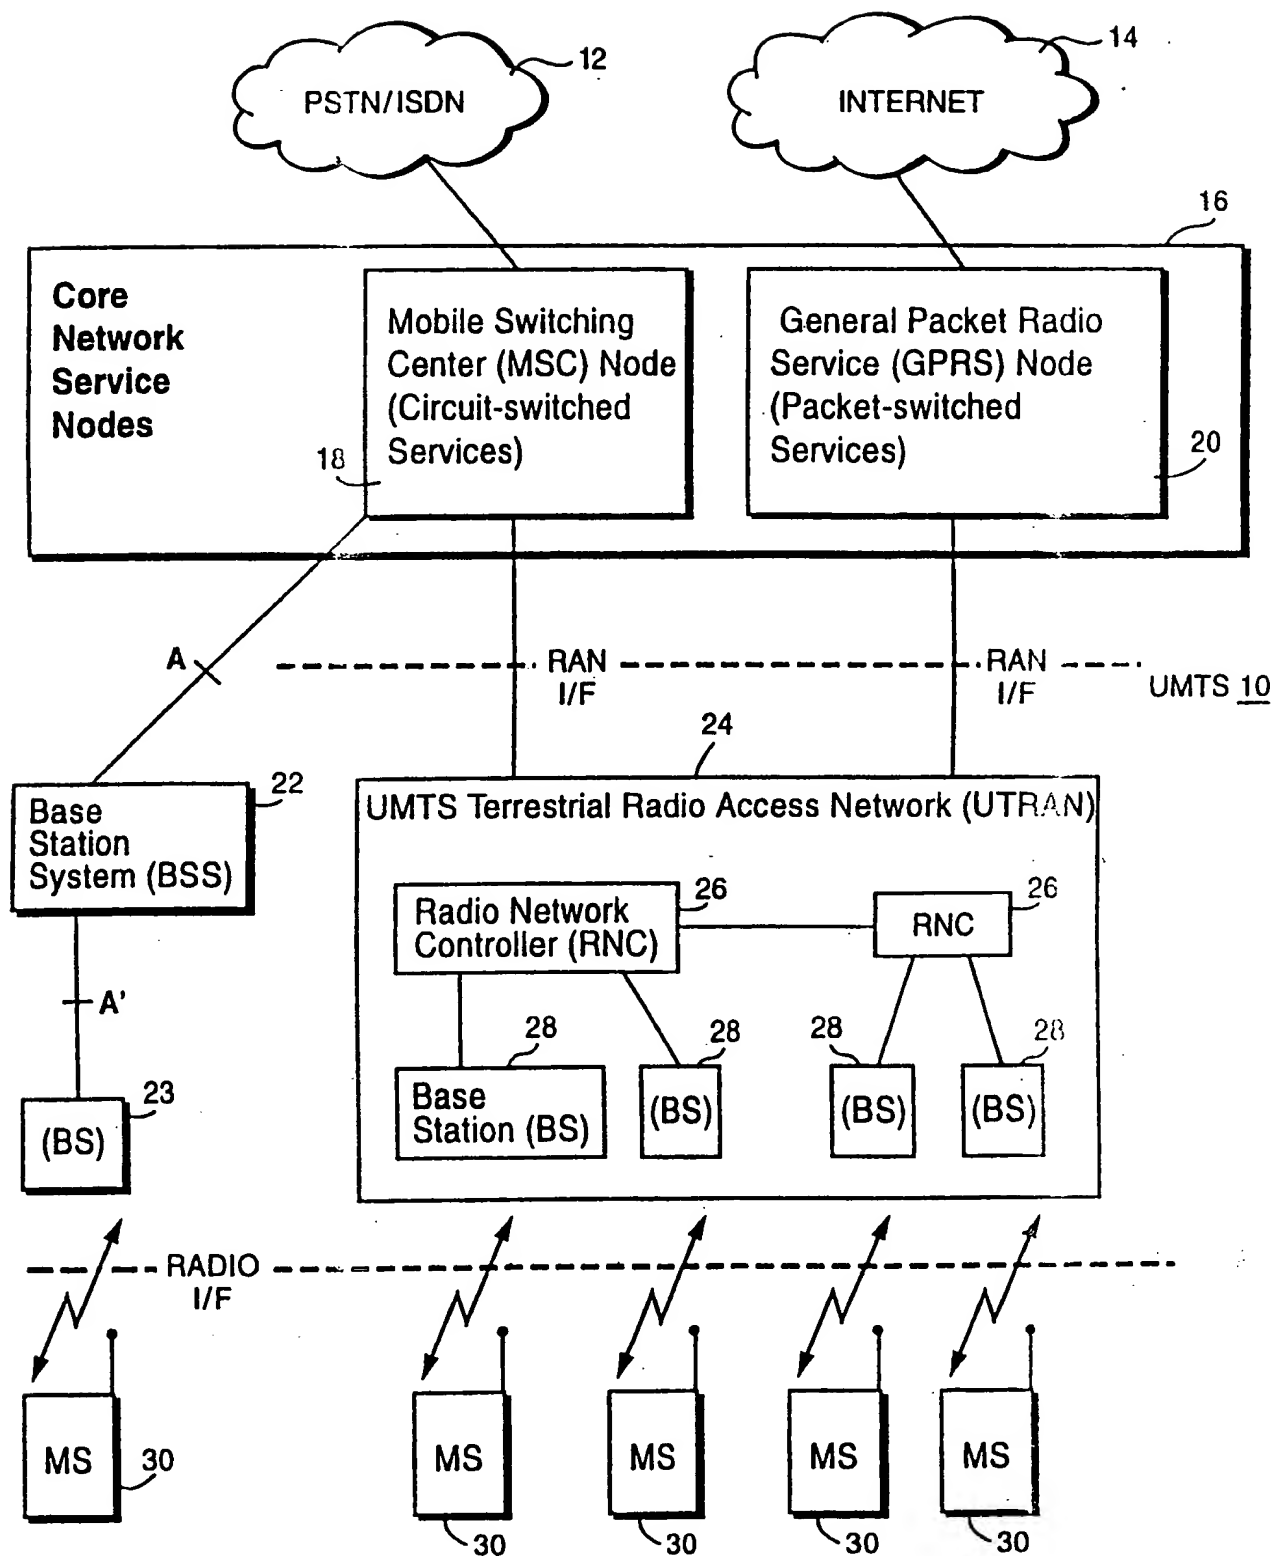 12
14
PSTN/ISDN
INTERNET
16
Core
Network
Service
Nodes
Mobile Switching
Center (MSC) Node
(Circuit-switched
Services)
18
General Packet Radio
Service (GPRS) Node
(Packet-switched
Services)
20
A
RAN
I/F
RAN
I/F
UMTS 10
24
22
Base
Station
System (BSS)
UMTS Terrestrial Radio Access Network (UTRAN)
Radio Network
Controller (RNC)
26
RNC
26
A'
28
28
28
28
Base
Station (BS)
(BS)
(BS)
(BS)
23
(BS)
RADIO
I/F
MS
30
MS
30
MS
30
MS
30
MS
30